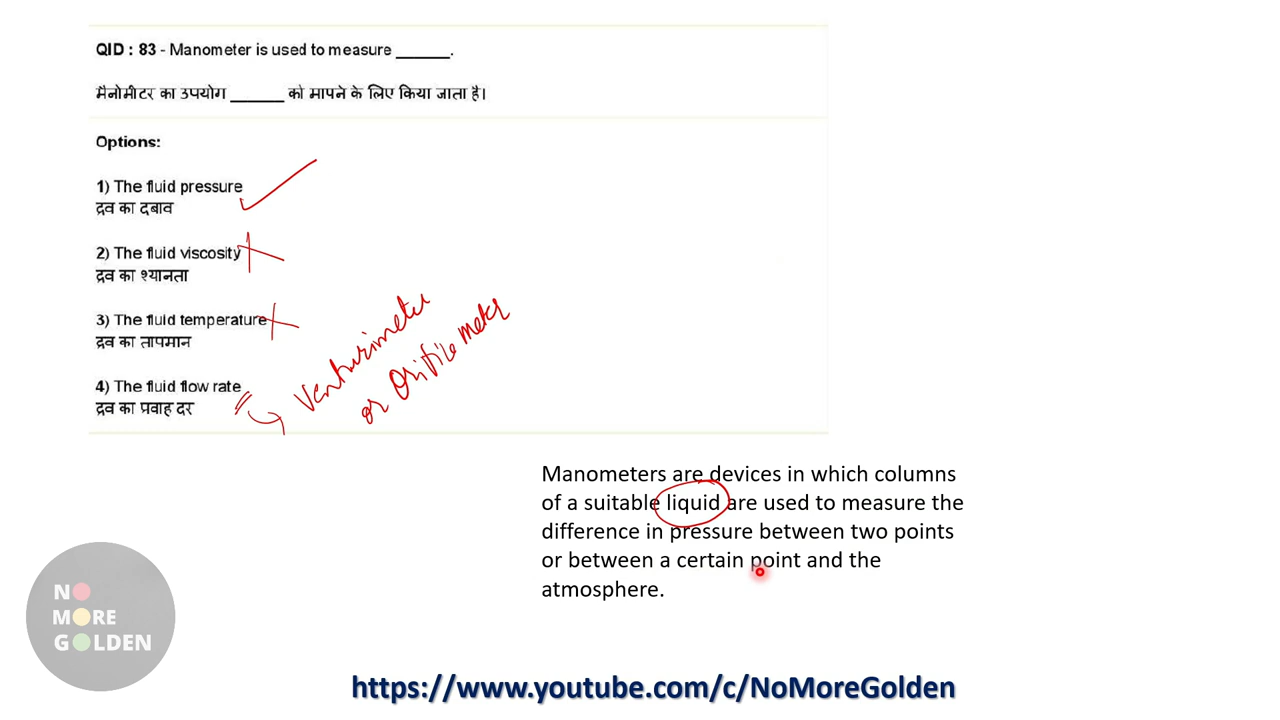 QID : 83 - Manometer is used to measure ______.
मैनोमीटर का उपयोग ______ को मापने के लिए किया जाता है।
Options:
1) The fluid pressure
द्रव का दबाव
2) The fluid viscosity
द्रव का श्यानता
3) The fluid temperature
द्रव का तापमान
4) The fluid flow rate
द्रव का प्रवाह दर
Venturimeter
or Orifice meter
Manometers are devices in which columns
of a suitable liquid are used to measure the
difference in pressure between two points
or between a certain point and the
atmosphere.
NO
MORE
GOLDEN
https://www.youtube.com/c/NoMoreGolden